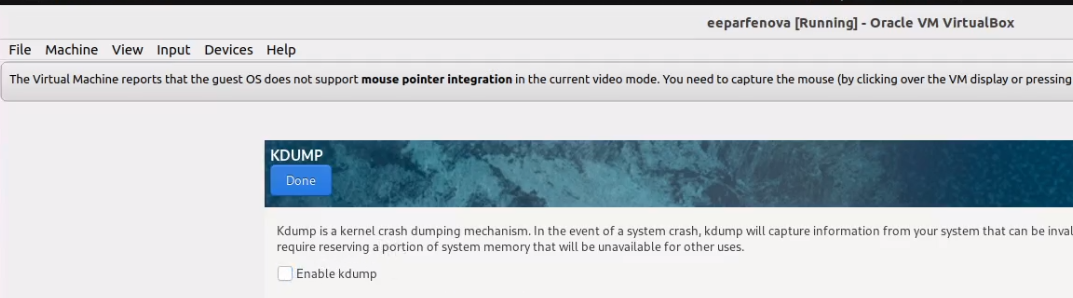 eeparfenova [Running] - Oracle VM VirtualBox
File Machine View Input Devices Help
The Virtual Machine reports that the guest OS does not support mouse pointer integration in the current video mode. You need to capture the mouse (by clicking over the VM display or pressing
KDUMP
Done
Kdump is a kernel crash dumping mechanism. In the event of a system crash, kdump will capture information from your system that can be inval
require reserving a portion of system memory that will be unavailable for other uses.
Enable kdump